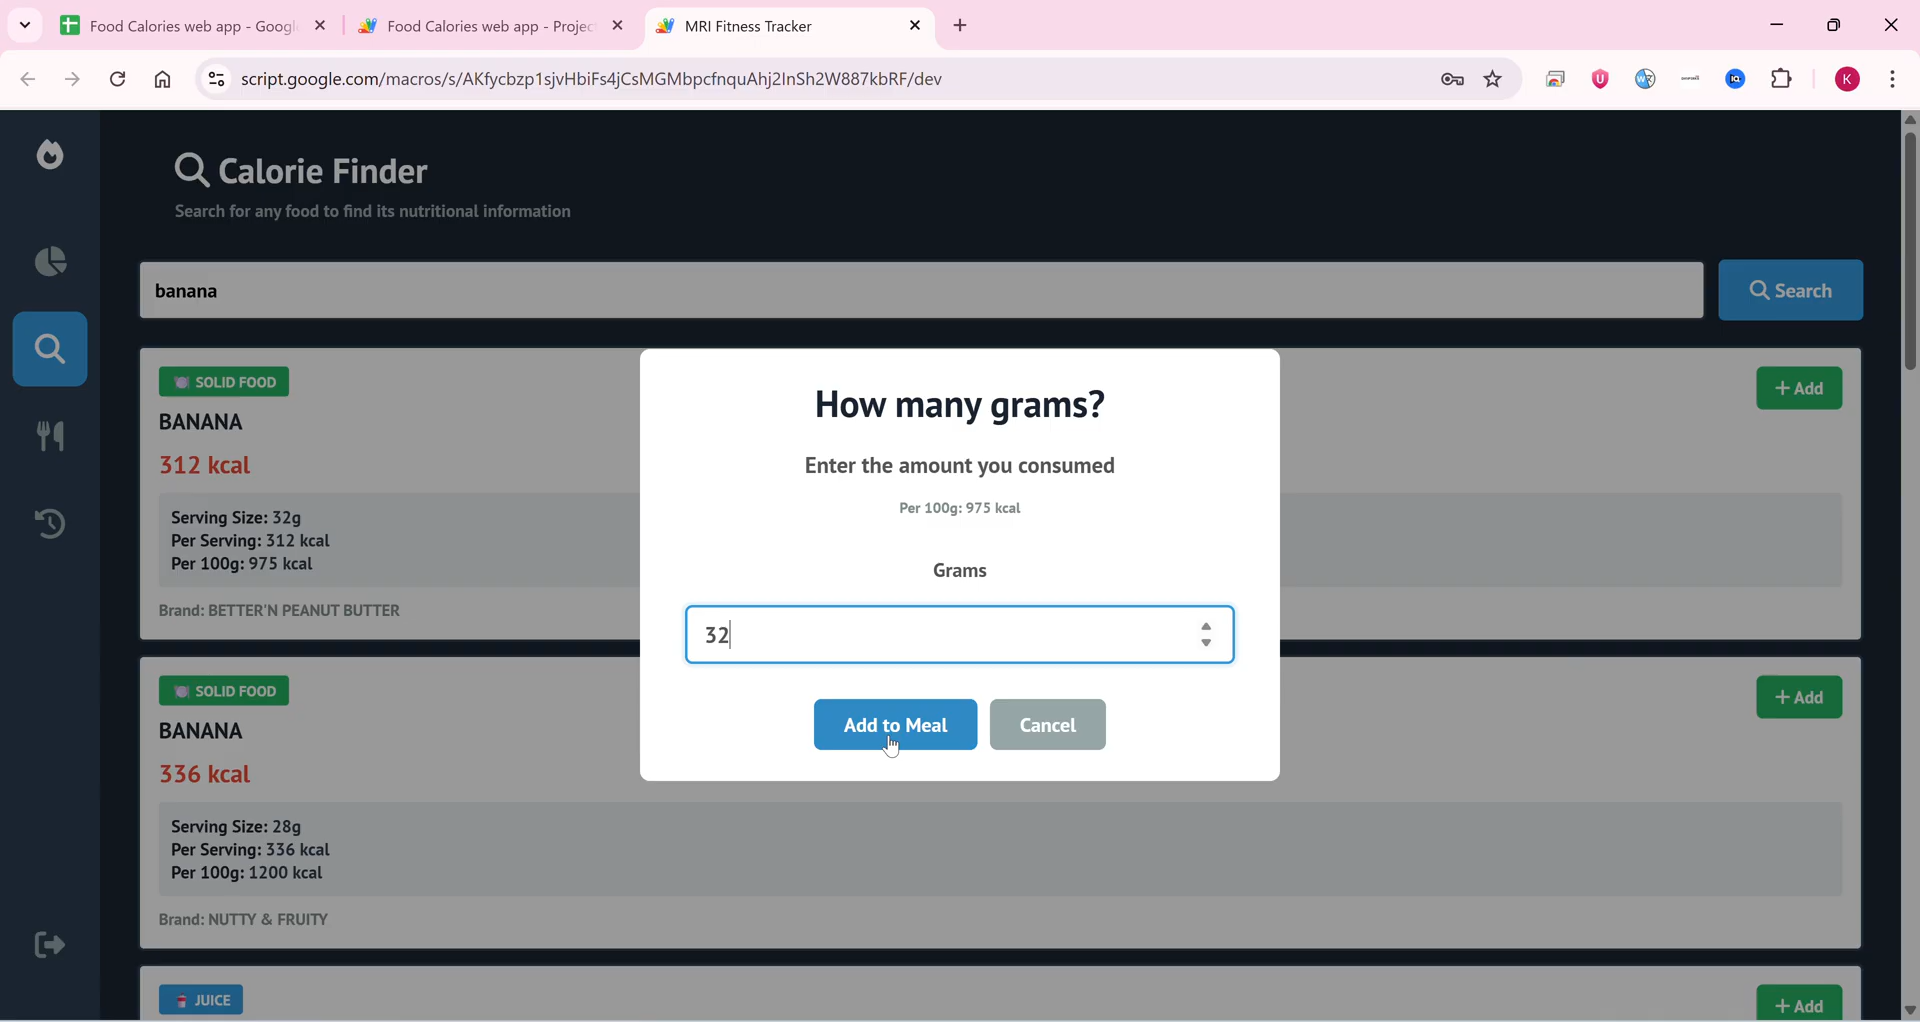 Food Calories web app - Googl
Food Calories web app - Projec
MRI Fitness Tracker
script.google.com/macros/s/AKfycbzp1sjvHbiFs4jCsMGMbpcfnquAhj2InSh2W887kbRF/dev
K
Calorie Finder
Search for any food to find its nutritional information
banana
Search
SOLID FOOD
+ Add
BANANA
312 kcal
Serving Size: 32g
Per Serving: 312 kcal
Per 100g: 975 kcal
Brand: BETTER'N PEANUT BUTTER
How many grams?
Enter the amount you consumed
Per 100g: 975 kcal
Grams
32
Add to Meal
Cancel
SOLID FOOD
+ Add
BANANA
336 kcal
Serving Size: 28g
Per Serving: 336 kcal
Per 100g: 1200 kcal
Brand: NUTTY & FRUITY
JUICE
+ Add